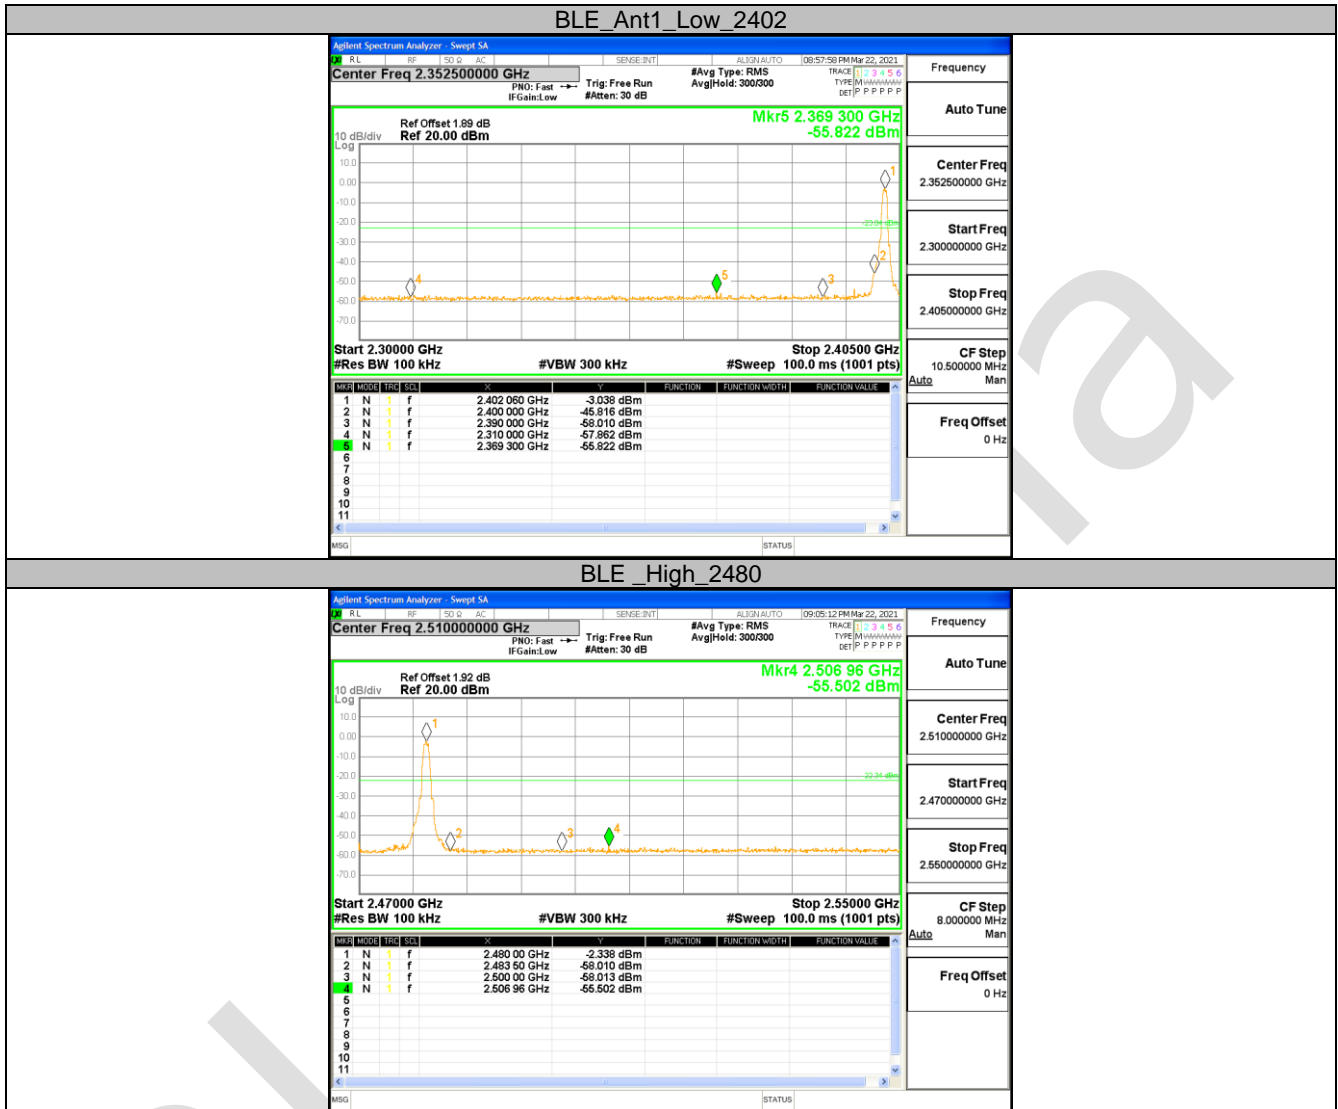 BLE_Ant1_Low_2402
Agilent Spectrum Analyzer - Swept SA
RL RF 50 Ω AC SENSE:INT ALIGN AUTO 08:57:58 PM Mar 22, 2021
Center Freq 2.352500000 GHz
PNO: Fast
IFGain:Low
Trig: Free Run
#Atten: 30 dB
#Avg Type: RMS
Avg|Hold: 300/300
TRACE 1 2 3 4 5 6
TYPE M
DET P P P P P P
Frequency
Auto Tune
Center Freq
2.352500000 GHz
Start Freq
2.300000000 GHz
Stop Freq
2.405000000 GHz
CF Step
10.500000 MHz
Auto Man
Freq Offset
0 Hz
Mkr5 2.369 300 GHz
-55.822 dBm
Ref Offset 1.89 dB
10 dB/div Ref 20.00 dBm
Log
10.0
0.00
-10.0
-20.0
-30.0
-40.0
-50.0
-60.0
-70.0
1
2
3
4
5
Start 2.30000 GHz Stop 2.40500 GHz
#Res BW 100 kHz #VBW 300 kHz #Sweep 100.0 ms (1001 pts)
MKR MODE TRC SCL X Y FUNCTION FUNCTION WIDTH FUNCTION VALUE
1 N 1 f 2.402 060 GHz -3.038 dBm
2 N 1 f 2.400 000 GHz -45.816 dBm
3 N 1 f 2.390 000 GHz -58.010 dBm
4 N 1 f 2.310 000 GHz -57.862 dBm
5 N 1 f 2.369 300 GHz -55.822 dBm
6
7
8
9
10
11
MSG STATUS
BLE _High_2480
Agilent Spectrum Analyzer - Swept SA
RL RF 50 Ω AC SENSE:INT ALIGN AUTO 09:05:12 PM Mar 22, 2021
Center Freq 2.510000000 GHz
PNO: Fast
IFGain:Low
Trig: Free Run
#Atten: 30 dB
#Avg Type: RMS
Avg|Hold: 300/300
TRACE 1 2 3 4 5 6
TYPE M
DET P P P P P P
Frequency
Auto Tune
Center Freq
2.510000000 GHz
Start Freq
2.470000000 GHz
Stop Freq
2.550000000 GHz
CF Step
8.000000 MHz
Auto Man
Freq Offset
0 Hz
Mkr4 2.506 96 GHz
-55.502 dBm
Ref Offset 1.92 dB
10 dB/div Ref 20.00 dBm
Log
10.0
0.00
-10.0
-20.0
-30.0
-40.0
-50.0
-60.0
-70.0
1
2
3
4
Start 2.47000 GHz Stop 2.55000 GHz
#Res BW 100 kHz #VBW 300 kHz #Sweep 100.0 ms (1001 pts)
MKR MODE TRC SCL X Y FUNCTION FUNCTION WIDTH FUNCTION VALUE
1 N 1 f 2.480 00 GHz -2.338 dBm
2 N 1 f 2.483 50 GHz -58.010 dBm
3 N 1 f 2.500 00 GHz -58.013 dBm
4 N 1 f 2.506 96 GHz -55.502 dBm
5
6
7
8
9
10
11
MSG STATUS